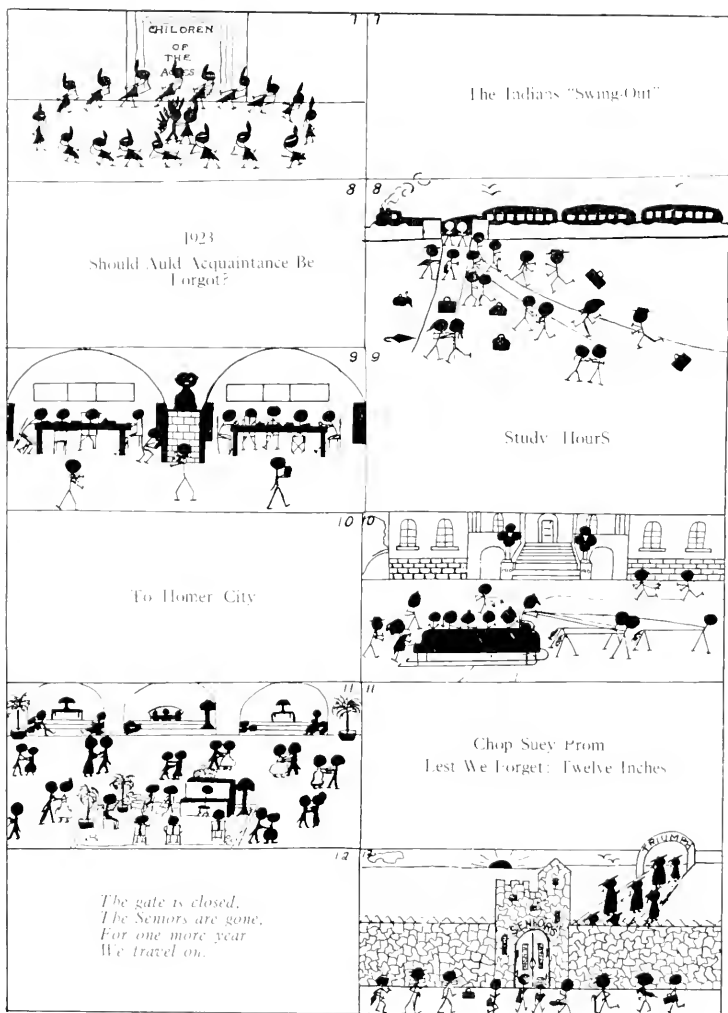 7
CHILDREN
OF
THE
AGES
7
The Indians "Swing-Out"
8
1923
Should Auld Acquaintance Be
Forgot?
8
9
9
Study HourS
10
To Homer City
10
11
11
Chop Suey Prom
Lest We Forget: Twelve Inches
12
The gate is closed,
The Seniors are gone,
For one more year
We travel on.
12
TRIUMPH
SENIORS